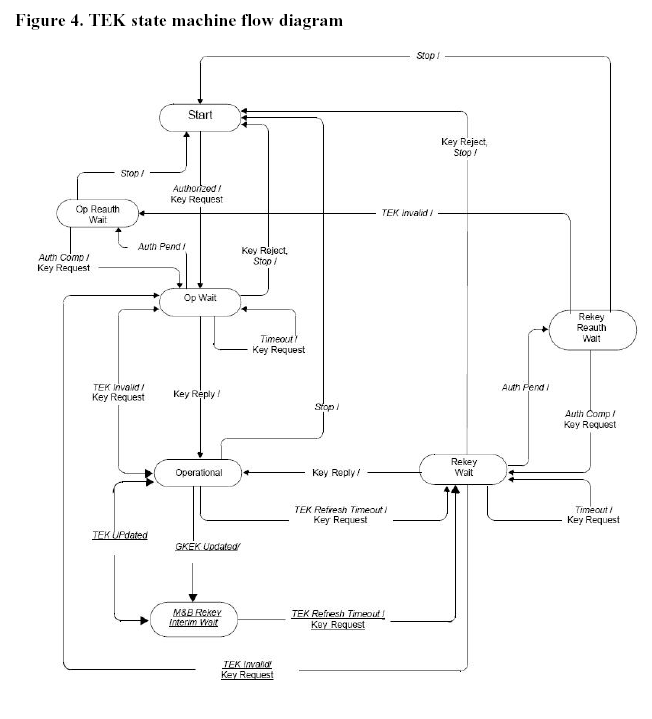 Figure 4. TEK state machine flow diagram
Stop /
Start
Key Reject,
Stop /
Stop /
Authorized /
Key Request
Op Reauth
Wait
TEK Invalid /
Auth Pend /
Auth Comp /
Key Request
Key Reject,
Stop /
Op Wait
Rekey
Reauth
Wait
Timeout /
Key Request
TEK Invalid /
Key Request
Key Reply /
Auth Pend /
Stop /
Auth Comp /
Key Request
Operational
Key Reply /
Rekey
Wait
TEK Refresh Timeout /
Key Request
Timeout /
Key Request
TEK UPdated
GKEK Updated/
M&B Rekey
Interim Wait
TEK Refresh Timeout /
Key Request
TEK Invalid/
Key Request